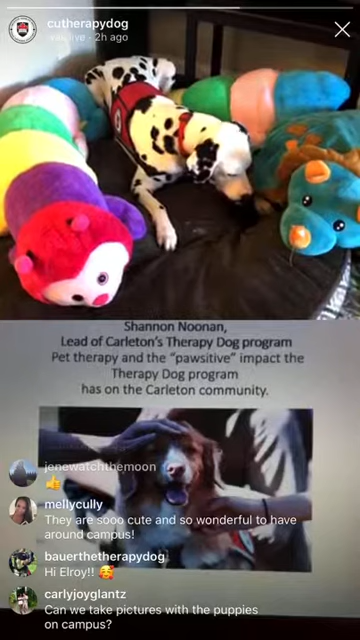 cutherapydog
2h ago
Shannon Noonan,
Lead of Carleton's Therapy Dog program
Pet therapy and the "pawsitive" impact the
Therapy Dog program
has on the Carleton community.
jenewatchthemoon
👍
mellycully
They are sooo cute and so wonderful to have
around campus!
bauerthetherapydog
Hi Elroy!! 🥰
carlyjoyglantz
Can we take pictures with the puppies
on campus?